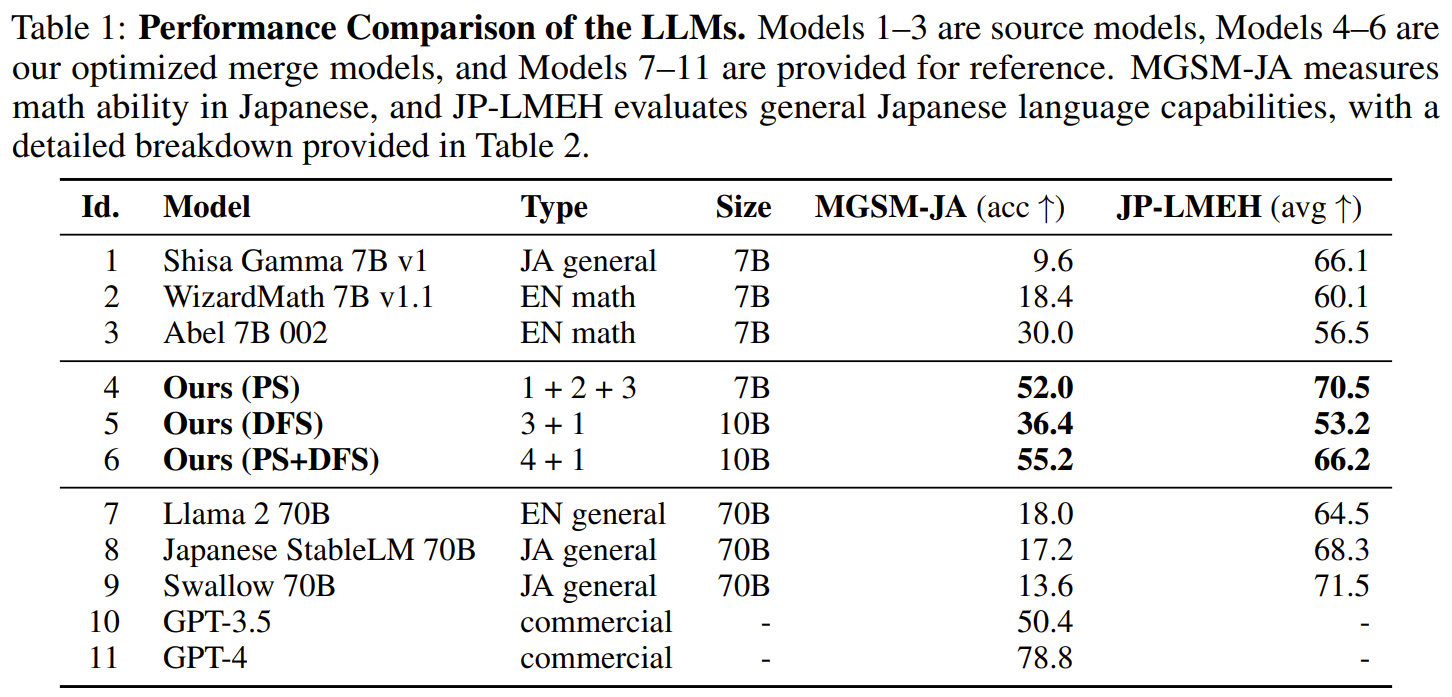 Table 1: Performance Comparison of the LLMs. Models 1–3 are source models, Models 4–6 are
our optimized merge models, and Models 7–11 are provided for reference. MGSM-JA measures
math ability in Japanese, and JP-LMEH evaluates general Japanese language capabilities, with a
detailed breakdown provided in Table 2.
Id. Model Type Size MGSM-JA (acc ↑) JP-LMEH (avg ↑)
1 Shisa Gamma 7B v1 JA general 7B 9.6 66.1
2 WizardMath 7B v1.1 EN math 7B 18.4 60.1
3 Abel 7B 002 EN math 7B 30.0 56.5
4 Ours (PS) 1 + 2 + 3 7B 52.0 70.5
5 Ours (DFS) 3 + 1 10B 36.4 53.2
6 Ours (PS+DFS) 4 + 1 10B 55.2 66.2
7 Llama 2 70B EN general 70B 18.0 64.5
8 Japanese StableLM 70B JA general 70B 17.2 68.3
9 Swallow 70B JA general 70B 13.6 71.5
10 GPT-3.5 commercial - 50.4 -
11 GPT-4 commercial - 78.8 -